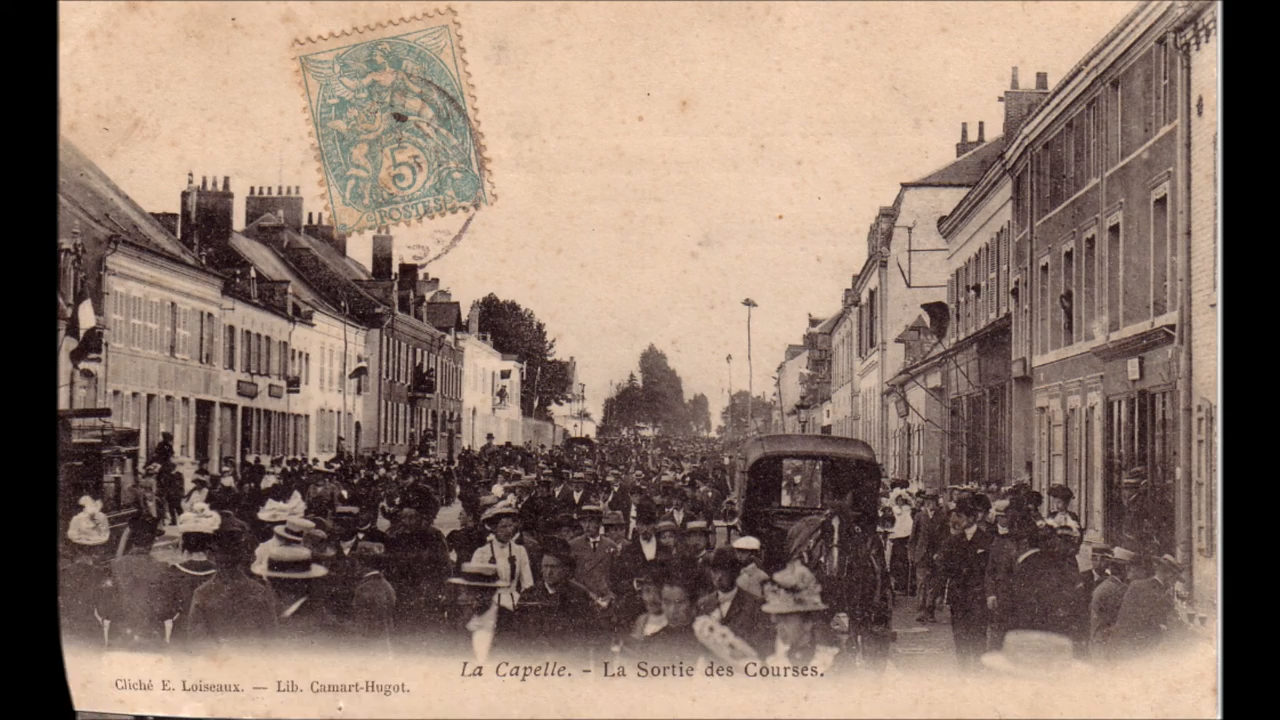 5c
POSTES
La Capelle. - La Sortie des Courses.
Cliché E. Loiseaux. — Lib. Camart-Hugot.